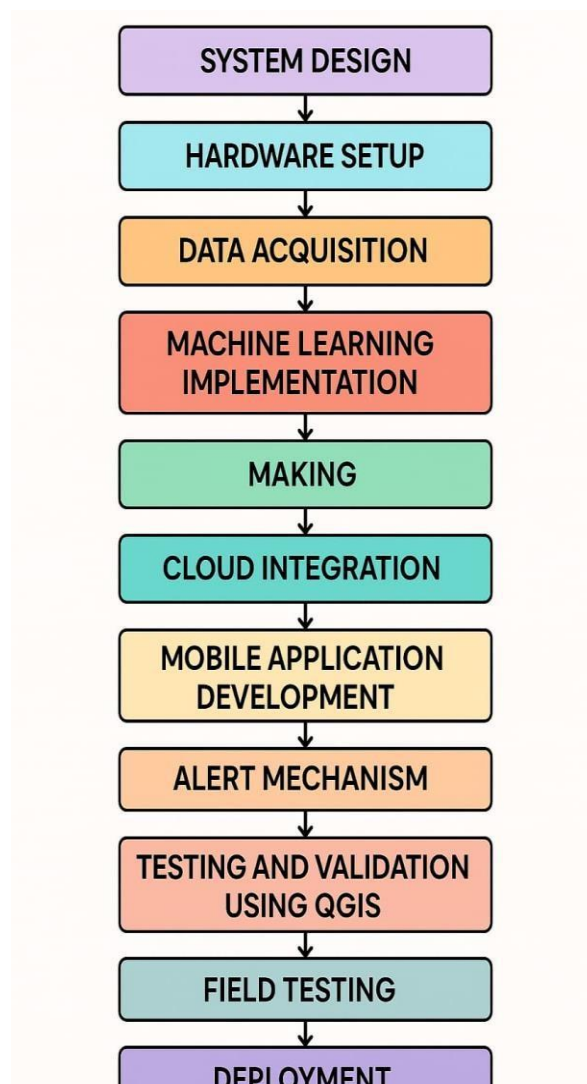 SYSTEM DESIGN
HARDWARE SETUP
DATA ACQUISITION
MACHINE LEARNING
IMPLEMENTATION
MAKING
CLOUD INTEGRATION
MOBILE APPLICATION
DEVELOPMENT
ALERT MECHANISM
TESTING AND VALIDATION
USING QGIS
FIELD TESTING
DEPLOYMENT